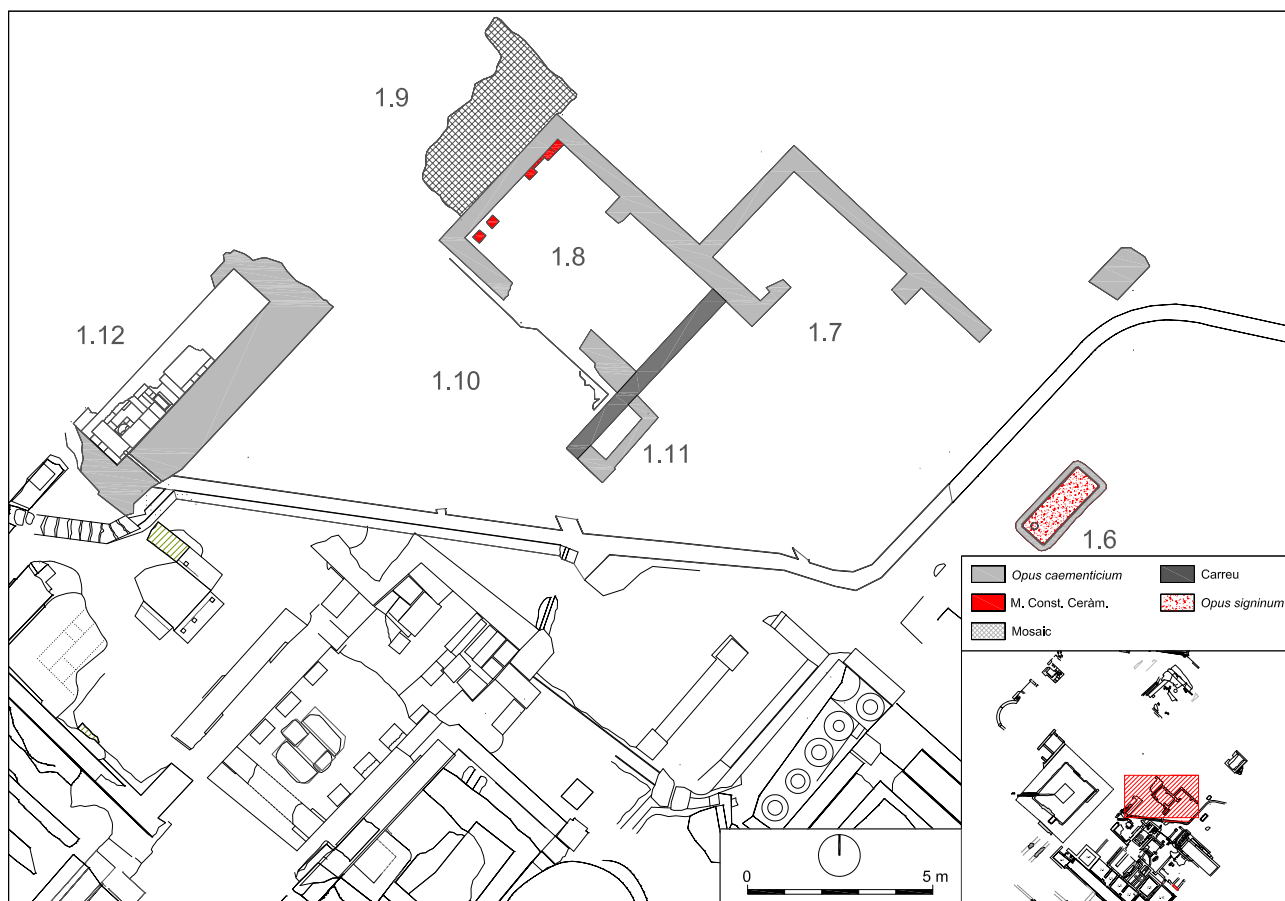 1.9
1.8
1.7
1.12
1.10
1.11
1.6
Opus caementicium
Carreu
M. Const. Ceràm.
Opus signinum
Mosaic
0
5 m